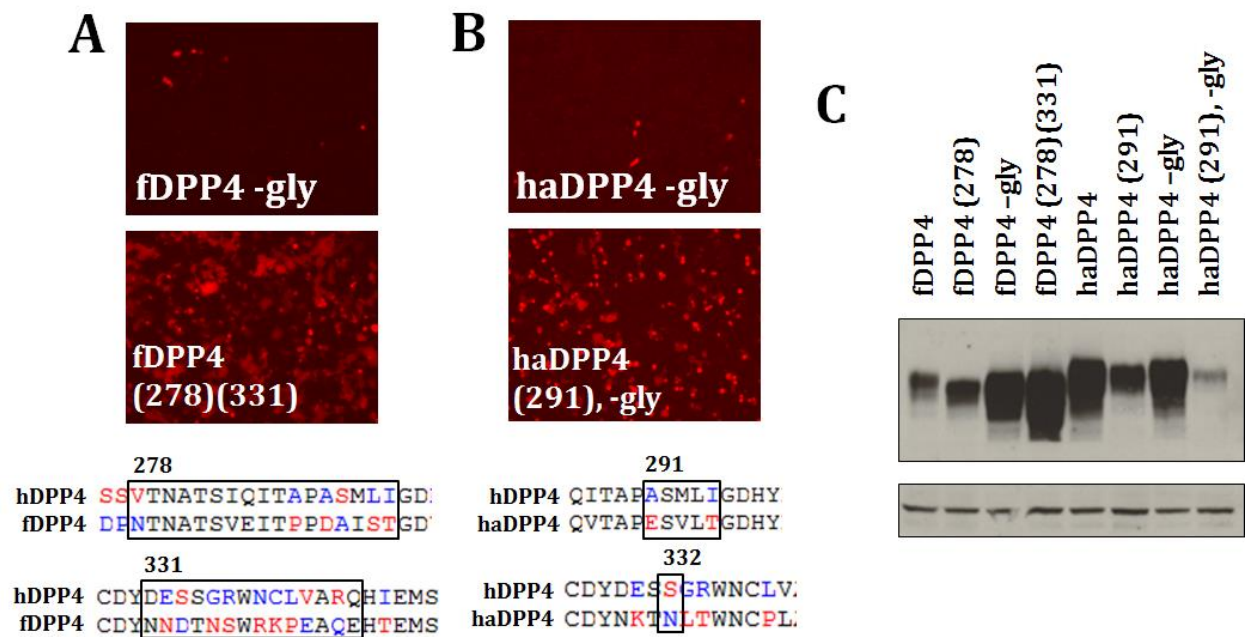 A
fDPP4 -gly
fDPP4
(278)(331)
278
hDPP4 SSVTNATSIQITAPASMLIGD
fDPP4 DPNTNATSVEITPPDAISTGD
331
hDPP4 CDYDESSGRWNCLVARQHIEMS
fDPP4 CDYNNDTNSWRKPEAQEHTEMS
B
haDPP4 -gly
haDPP4
(291), -gly
291
hDPP4 QITAPASMLIGDHY
haDPP4 QVTAPESVLTGDHY
332
hDPP4 CDYDESSGRWNCLV
haDPP4 CDYNKTNLTWNCPL
C
fDPP4
fDPP4 (278)
fDPP4 –gly
fDPP4 (278)(331)
haDPP4
haDPP4 (291)
haDPP4 –gly
haDPP4 (291), -gly